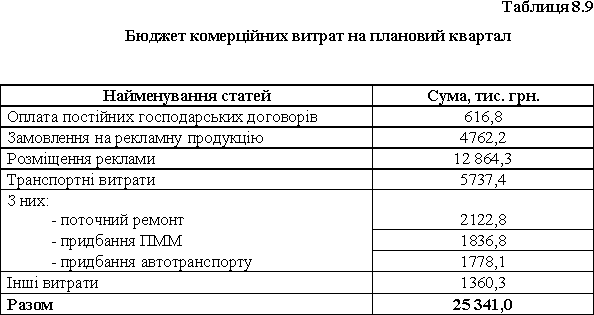 Таблиця 8.9
Бюджет комерційних витрат на плановий квартал
Найменування статей Сума, тис. грн.
Оплата постійних господарських договорів 616,8
Замовлення на рекламну продукцію 4762,2
Розміщення реклами 12 864,3
Транспортні витрати 5737,4
З них:
- поточний ремонт 2122,8
- придбання ПММ 1836,8
- придбання автотранспорту 1778,1
Інші витрати 1360,3
Разом 25 341,0